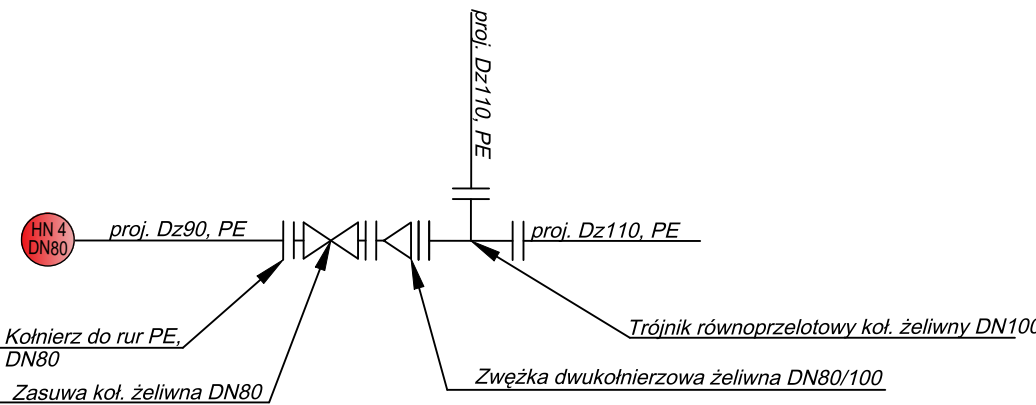 proj. Dz110, PE
HN 4
DN80
proj. Dz90, PE
proj. Dz110, PE
Kołnierz do rur PE,
DN80
Trójnik równoprzelotowy koł. żeliwny DN100
Zasuwa koł. żeliwna DN80
Zwężka dwukołnierzowa żeliwna DN80/100